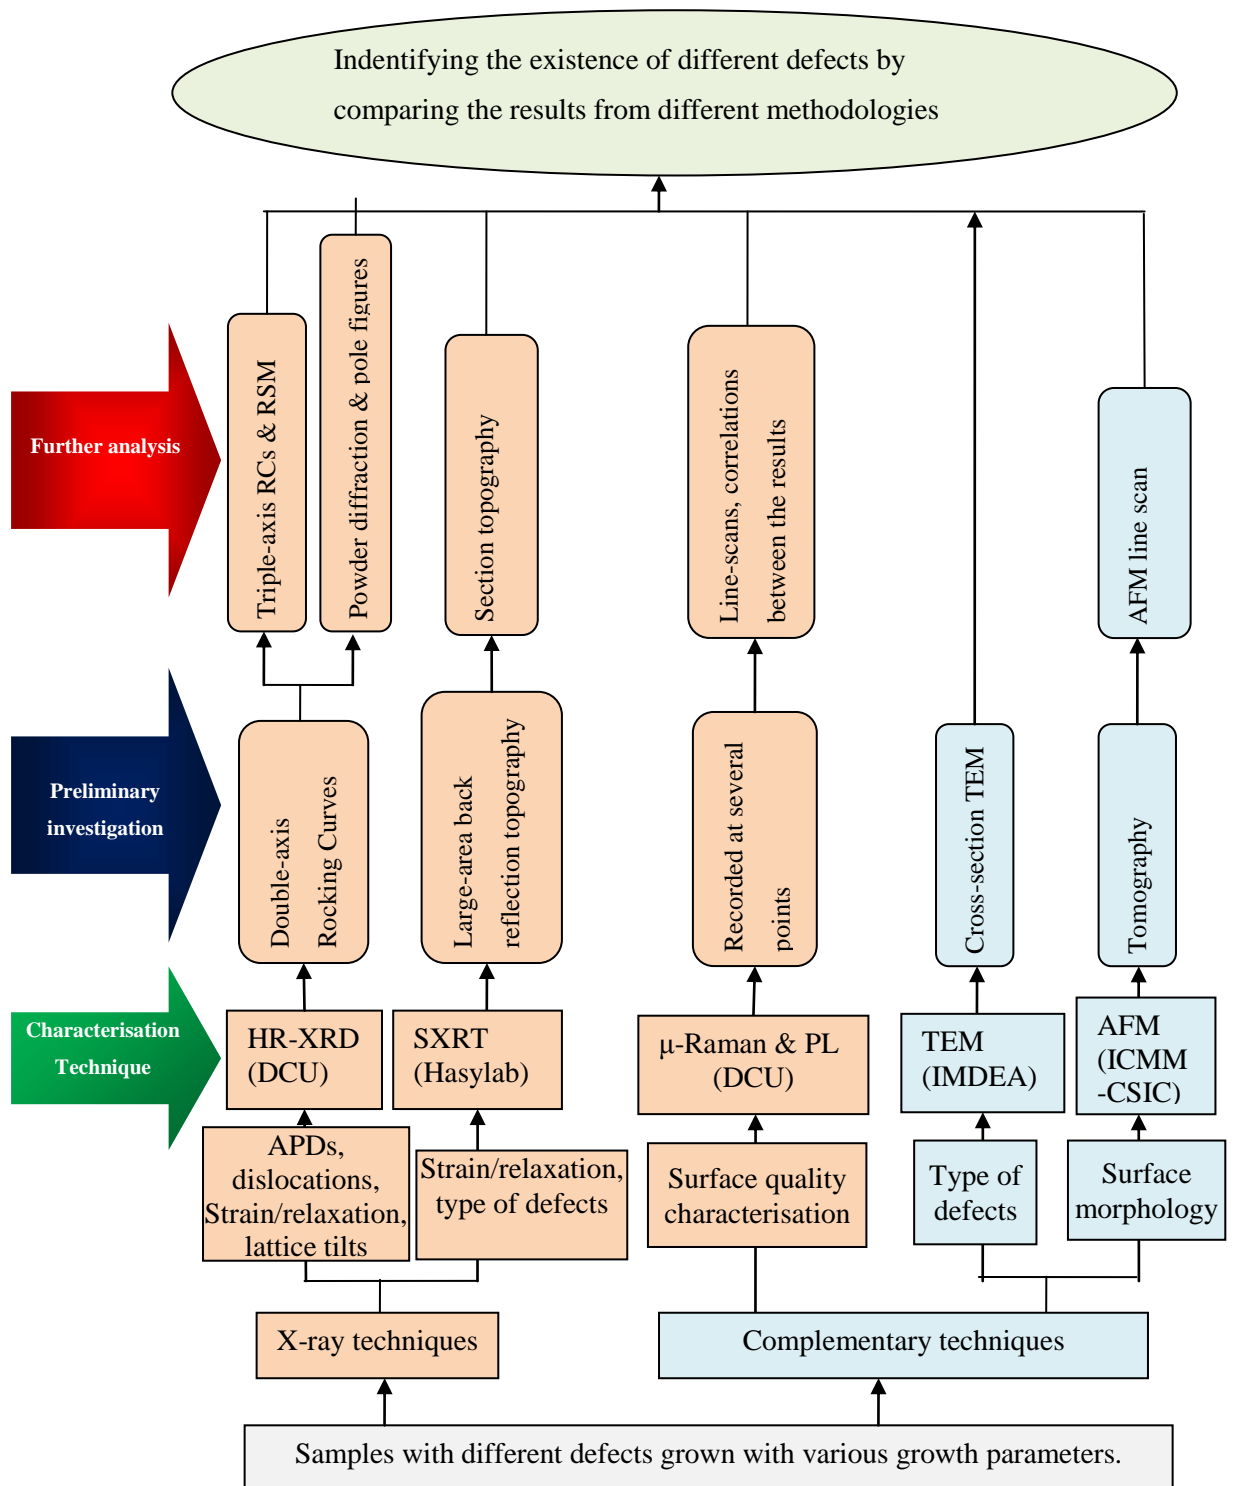 Indentifying the existence of different defects by
comparing the results from different methodologies
Further analysis
Triple-axis RCs & RSM
Powder diffraction & pole figures
Section topography
Line-scans, correlations
between the results
AFM line scan
Preliminary
investigation
Double-axis
Rocking Curves
Large-area back
reflection topography
Recorded at several
points
Cross-section TEM
Tomography
Characterisation
Technique
HR-XRD
(DCU)
SXRT
(Hasylab)
μ-Raman & PL
(DCU)
TEM
(IMDEA)
AFM
(ICMM
-CSIC)
APDs,
dislocations,
Strain/relaxation,
lattice tilts
Strain/relaxation,
type of defects
Surface quality
characterisation
Type of
defects
Surface
morphology
X-ray techniques
Complementary techniques
Samples with different defects grown with various growth parameters.